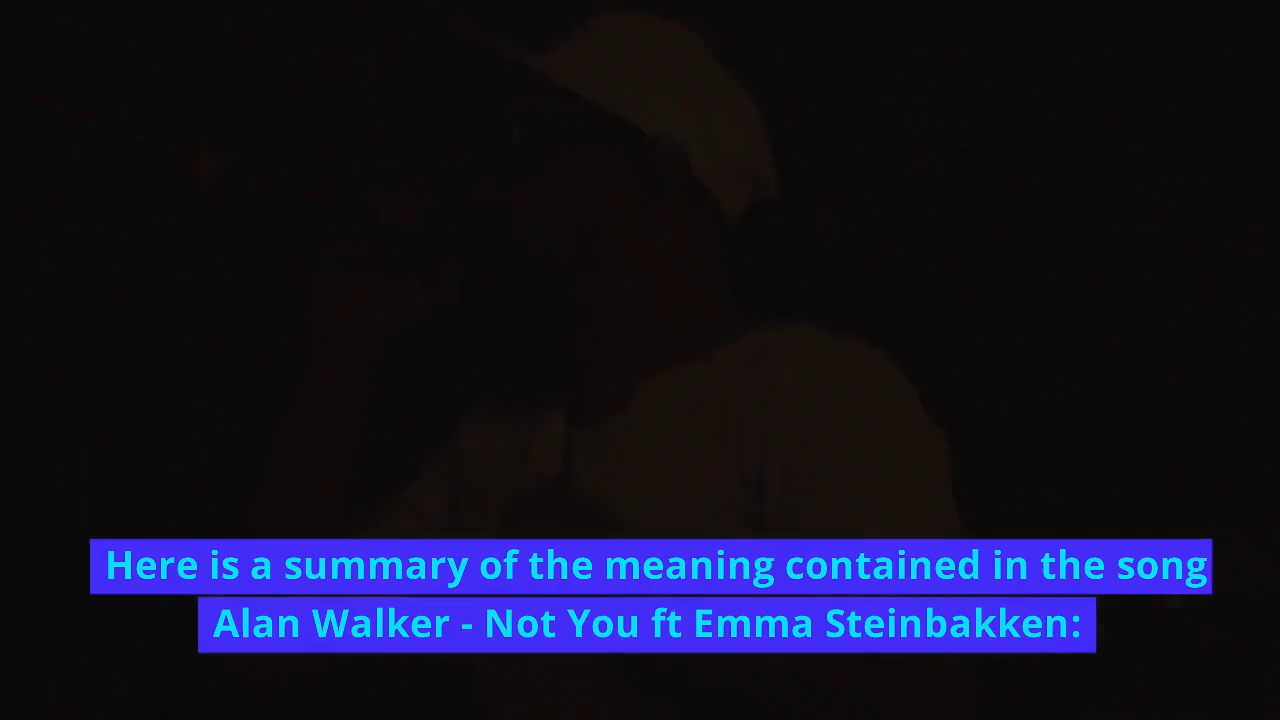 Here is a summary of the meaning contained in the song
Alan Walker - Not You ft Emma Steinbakken: